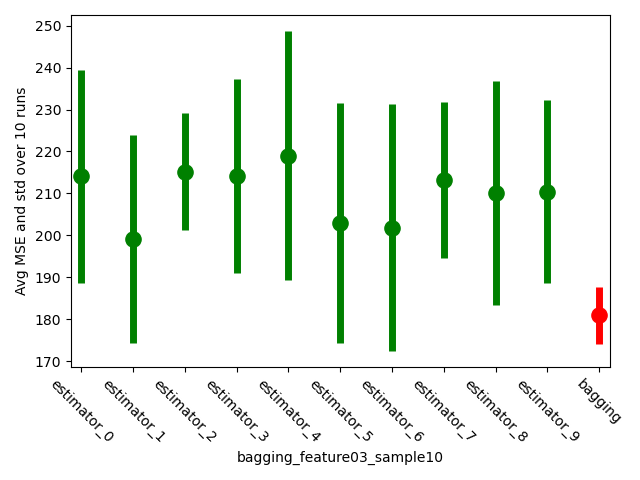 Avg MSE and std over 10 runs
250
240
230
220
210
200
190
180
170
estimator_0
estimator_1
estimator_2
estimator_3
estimator_4
estimator_5
estimator_6
estimator_7
estimator_8
estimator_9
bagging
bagging_feature03_sample10